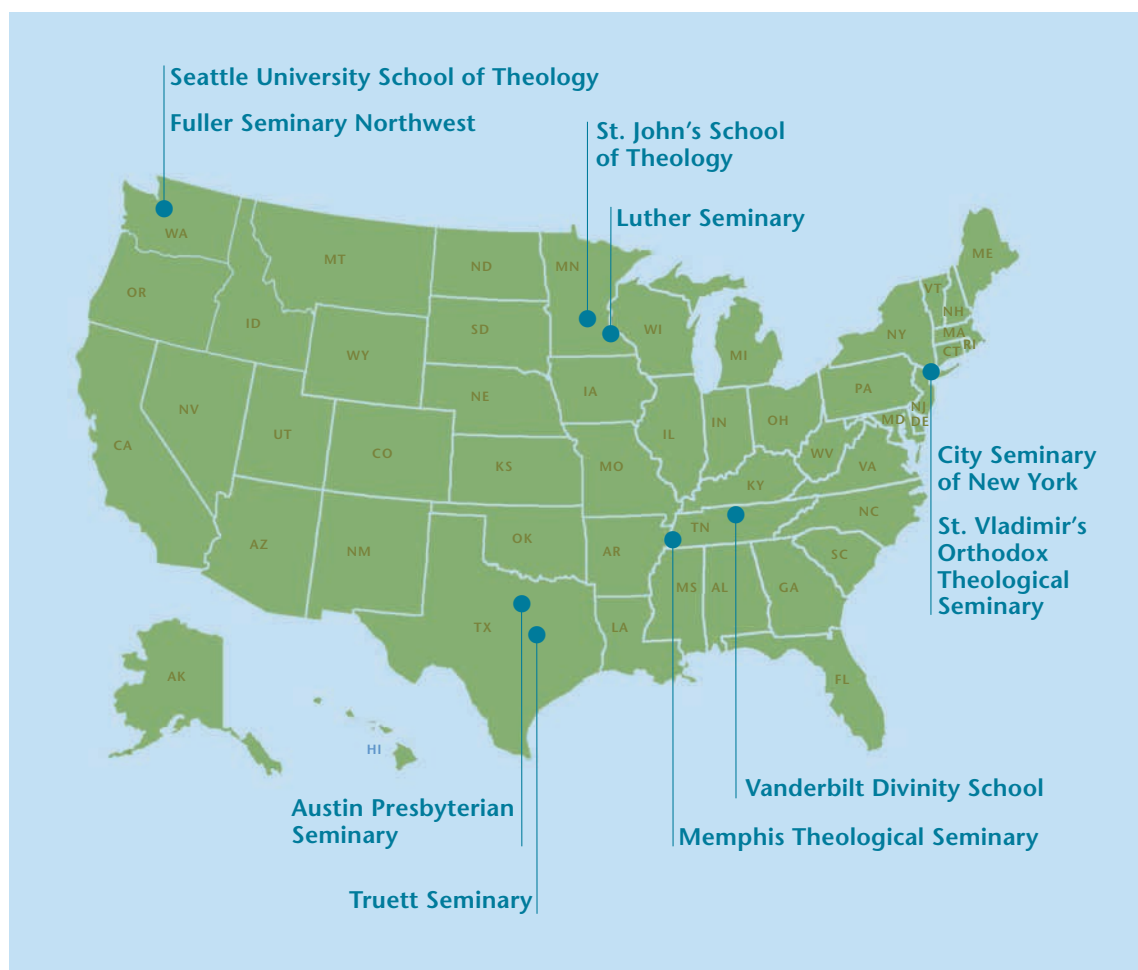 Seattle University School of Theology
Fuller Seminary Northwest
St. John’s School
of Theology
Luther Seminary
WA
MT
ND
MN
ME
OR
ID
SD
WI
VT
NH
NY
MA
RI
CT
WY
MI
NE
IA
PA
NJ
NV
UT
CO
IL
IN
OH
MD
DE
CA
KS
MO
WV
VA
KY
City Seminary
of New York
AZ
NM
OK
AR
TN
NC
SC
St. Vladimir’s
Orthodox
Theological
Seminary
TX
LA
MS
AL
GA
AK
FL
HI
Vanderbilt Divinity School
Austin Presbyterian
Seminary
Memphis Theological Seminary
Truett Seminary